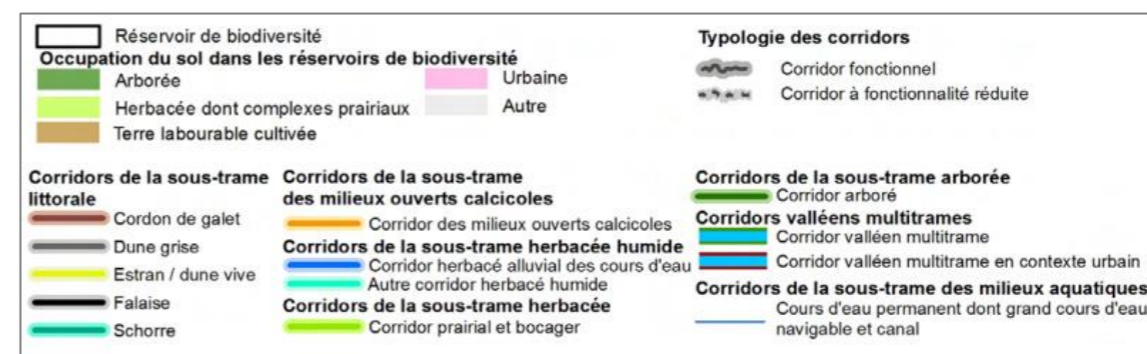 Réservoir de biodiversité
Occupation du sol dans les réservoirs de biodiversité
Arborée
Herbacée dont complexes prairiaux
Terre labourable cultivée
Urbaine
Autre
Typologie des corridors
Corridor fonctionnel
Corridor à fonctionnalité réduite
Corridors de la sous-trame
littorale
Cordon de galet
Dune grise
Estran / dune vive
Falaise
Schorre
Corridors de la sous-trame
des milieux ouverts calcicoles
Corridor des milieux ouverts calcicoles
Corridors de la sous-trame herbacée humide
Corridor herbacé alluvial des cours d'eau
Autre corridor herbacé humide
Corridors de la sous-trame herbacée
Corridor prairial et bocager
Corridors de la sous-trame arborée
Corridor arboré
Corridors valléens multitrames
Corridor valléen multitrame
Corridor valléen multitrame en contexte urbain
Corridors de la sous-trame des milieux aquatiques
Cours d'eau permanent dont grand cours d'eau
navigable et canal